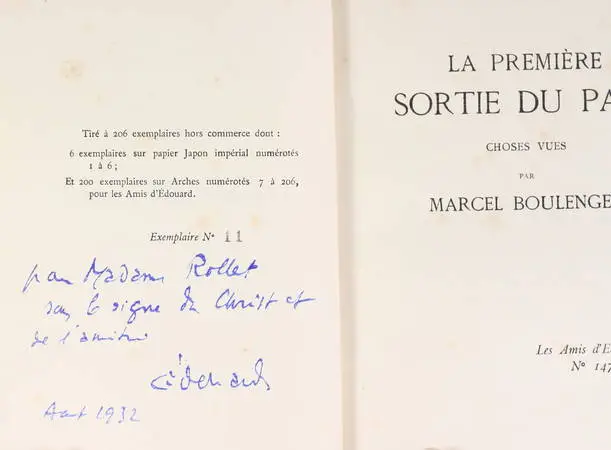 Tiré à 206 exemplaires hors commerce dont :
6 exemplaires sur papier Japon impérial numérotés
1 à 6;
Et 200 exemplaires sur Arches numérotés 7 à 206,
pour les Amis d'Édouard.
Exemplaire N° 11
pour Madame Rollet
sous le signe du Christ et
de l'amitié
Édouard
Aout 1932
LA PREMIÈRE
SORTIE DU PA
CHOSES VUES
PAR
MARCEL BOULENGE
Les Amis d'E
N° 147